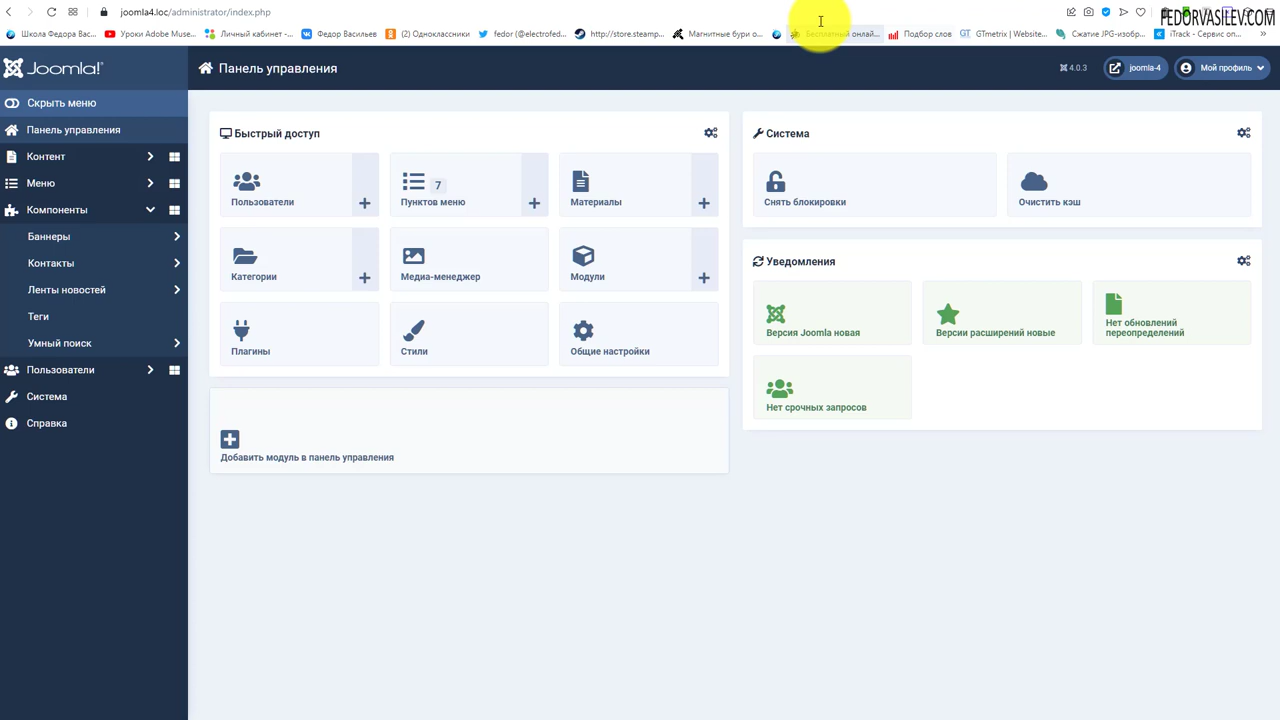 joomla4.loc/administrator/index.php
FEDORVASILEV.COM
Школа Федора Вас...
Уроки Adobe Muse...
Личный кабинет -...
Федор Васильев
(2) Одноклассники
fedor (@electrofed...
http://store.steamp...
Магнитные бури о...
Бесплатный онлай...
Подбор слов
GTmetrix | Website...
Сжатие JPG-изобр...
iTrack - Сервис оп...
Joomla!
Панель управления
4.0.3
joomla-4
Мой профиль
Скрыть меню
Панель управления
Контент
Меню
Компоненты
Баннеры
Контакты
Ленты новостей
Теги
Умный поиск
Пользователи
Система
Справка
Быстрый доступ
Пользователи
7
Пунктов меню
Материалы
Категории
Медиа-менеджер
Модули
Плагины
Стили
Общие настройки
Добавить модуль в панель управления
Система
Снять блокировки
Очистить кэш
Уведомления
Версия Joomla новая
Версии расширений новые
Нет обновлений
переопределений
Нет срочных запросов